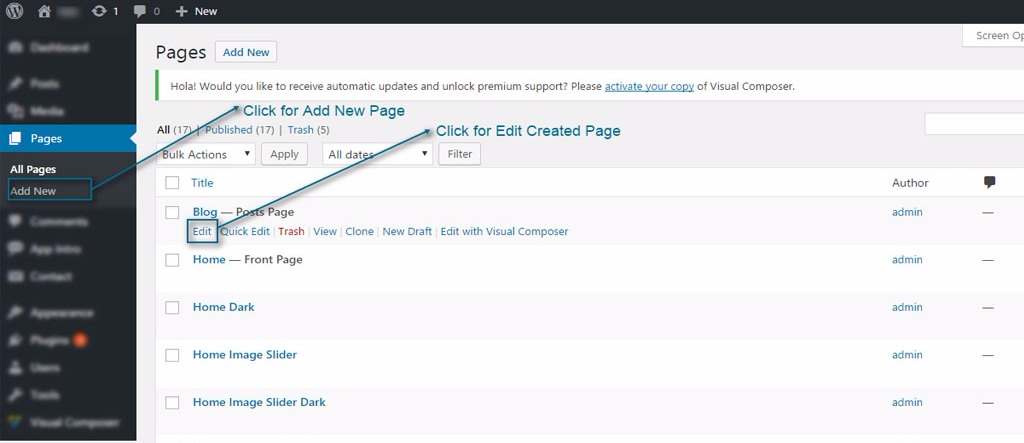 1 0 + New
Dashboard
Posts
Media
Pages
All Pages
Add New
Comments
App Intro
Contact
Appearance
Plugins
Users
Tools
Visual Composer
Screen Op
Pages Add New
Hola! Would you like to receive automatic updates and unlock premium support? Please activate your copy of Visual Composer.
Click for Add New Page
All (17) | Published (17) | Trash (5)
Click for Edit Created Page
Bulk Actions Apply All dates Filter
Title Author
Blog — Posts Page admin —
Edit Quick Edit | Trash | View | Clone | New Draft | Edit with Visual Composer
Home — Front Page admin —
Home Dark admin —
Home Image Slider admin —
Home Image Slider Dark admin —